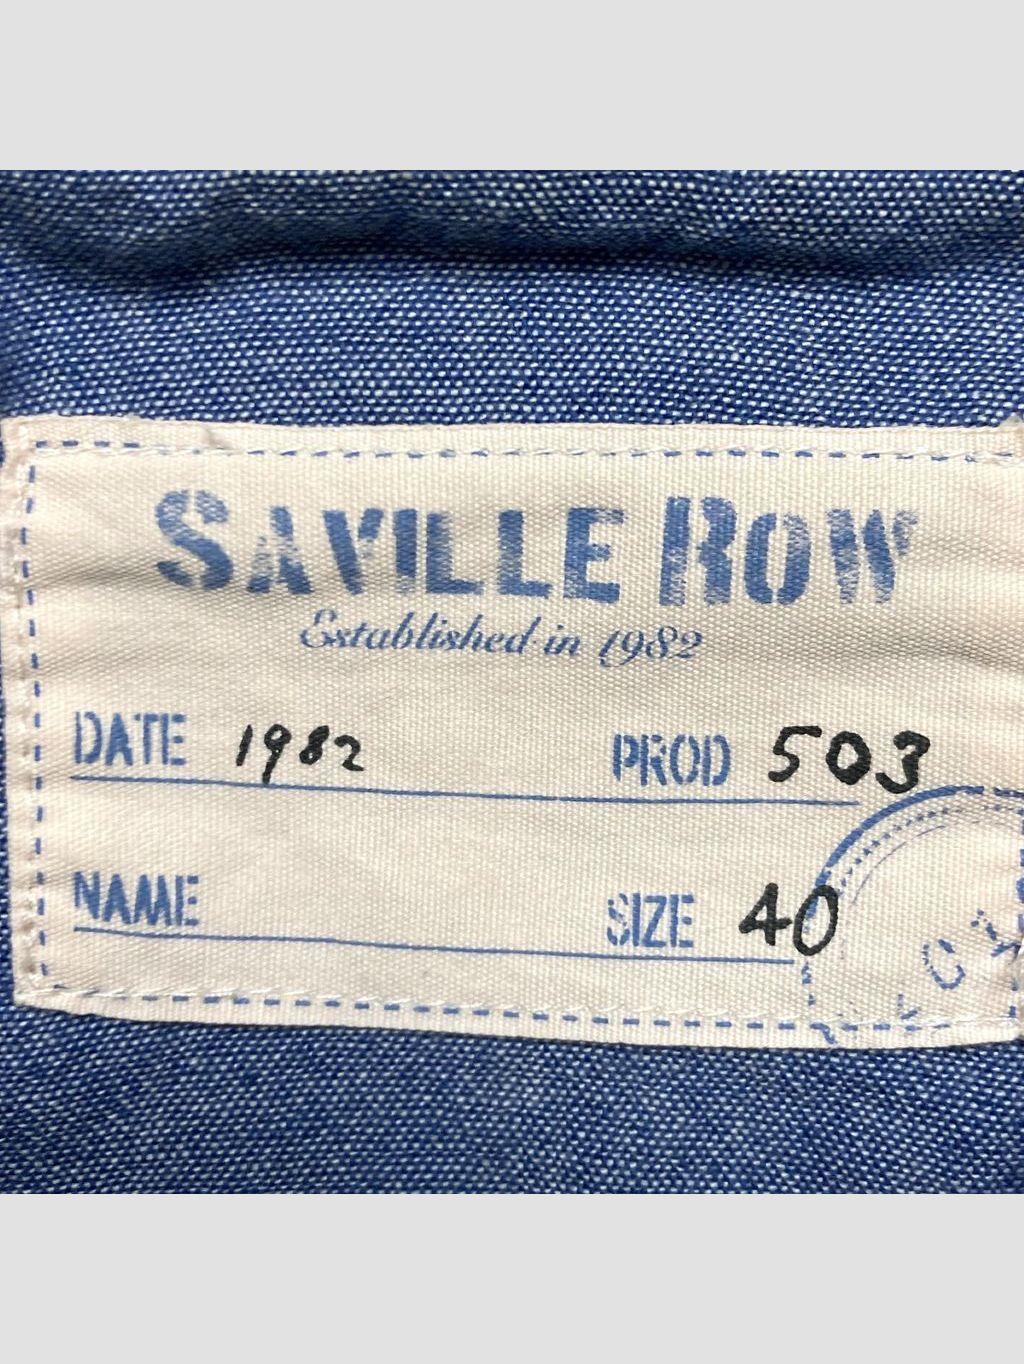 SAVILLE ROW
Established in 1982
DATE 1982 PROD 503
NAME SIZE 40